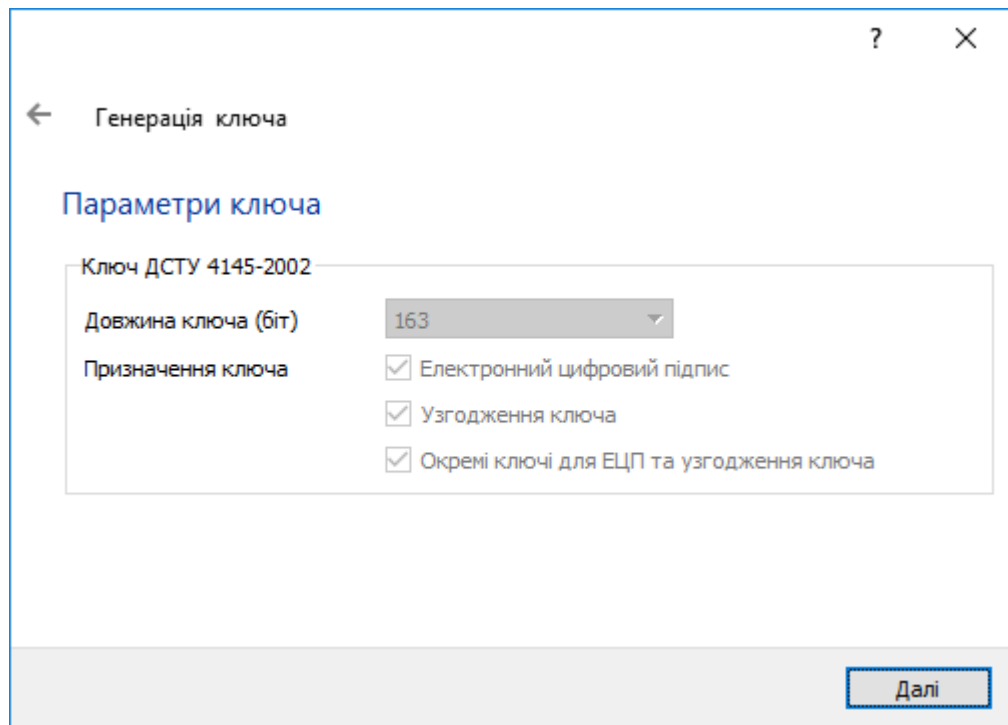 ?
Генерація ключа
Параметри ключа
Ключ ДСТУ 4145-2002
Довжина ключа (біт) 163
Призначення ключа Електронний цифровий підпис
Узгодження ключа
Окремі ключі для ЕЦП та узгодження ключа
Далі